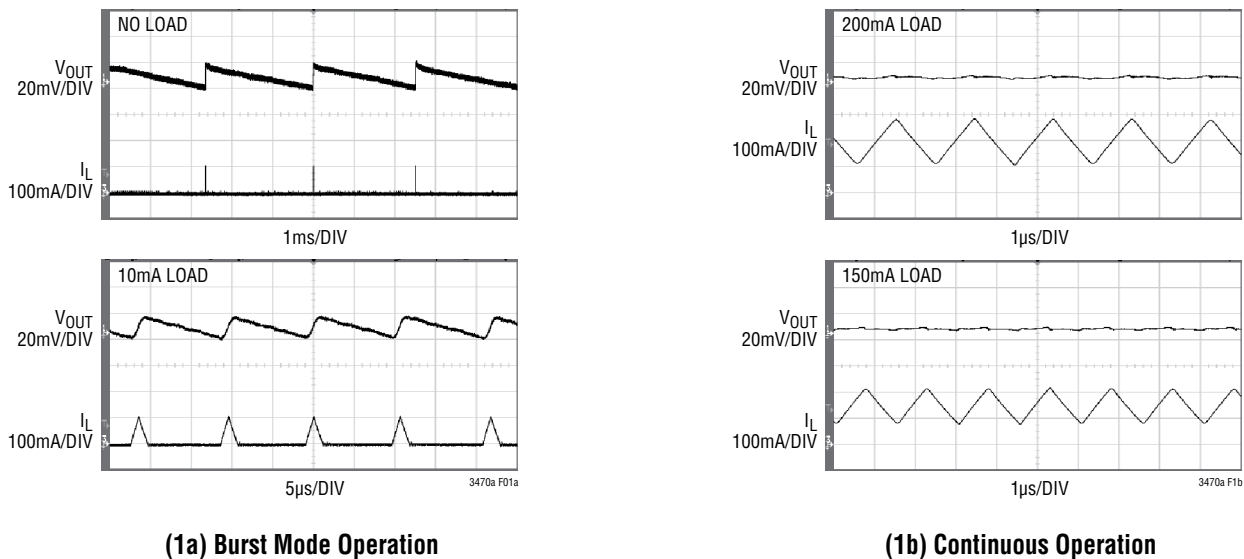 NO LOAD
VOUT
20mV/DIV
IL
100mA/DIV
1ms/DIV
10mA LOAD
VOUT
20mV/DIV
IL
100mA/DIV
5µs/DIV
3470a F01a
(1a) Burst Mode Operation
200mA LOAD
VOUT
20mV/DIV
IL
100mA/DIV
1µs/DIV
150mA LOAD
VOUT
20mV/DIV
IL
100mA/DIV
1µs/DIV
3470a F1b
(1b) Continuous Operation